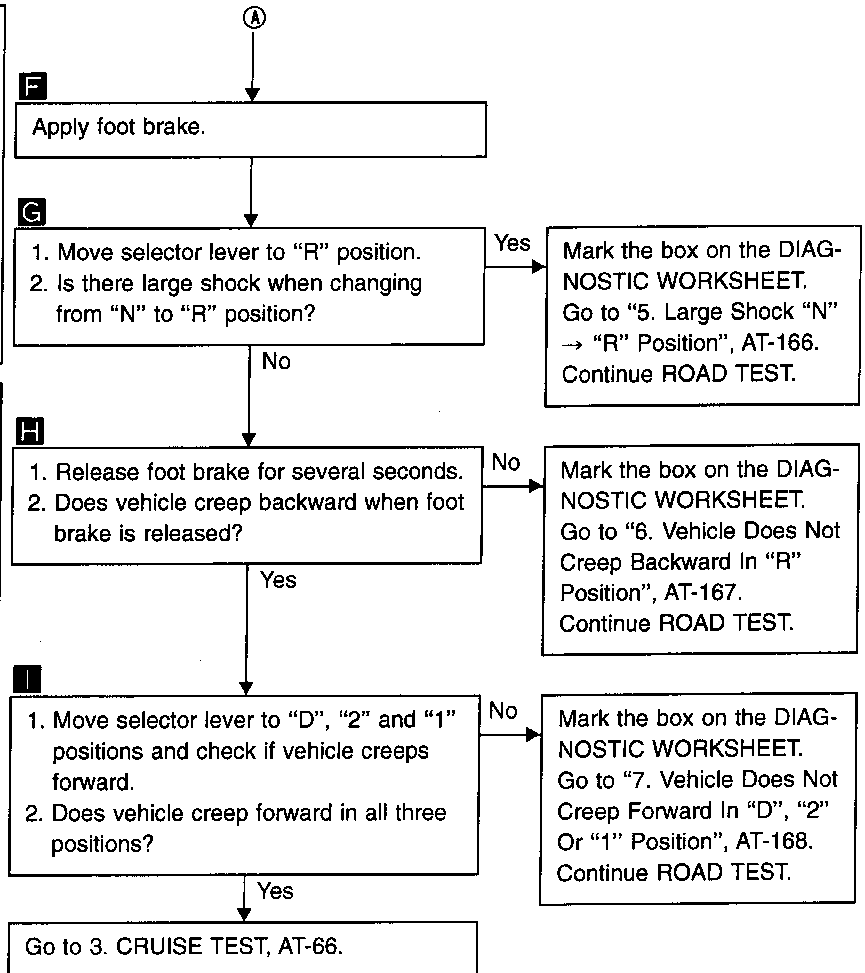 A
F
Apply foot brake.
G
1. Move selector lever to “R” position.
2. Is there large shock when changing
from “N” to “R” position?
Yes
Mark the box on the DIAG-
NOSTIC WORKSHEET.
Go to “5. Large Shock “N”
→ “R” Position”, AT-166.
Continue ROAD TEST.
No
H
1. Release foot brake for several seconds.
2. Does vehicle creep backward when foot
brake is released?
No
Mark the box on the DIAG-
NOSTIC WORKSHEET.
Go to “6. Vehicle Does Not
Creep Backward In “R”
Position”, AT-167.
Continue ROAD TEST.
Yes
I
1. Move selector lever to “D”, “2” and “1”
positions and check if vehicle creeps
forward.
2. Does vehicle creep forward in all three
positions?
No
Mark the box on the DIAG-
NOSTIC WORKSHEET.
Go to “7. Vehicle Does Not
Creep Forward In “D”, “2”
Or “1” Position”, AT-168.
Continue ROAD TEST.
Yes
Go to 3. CRUISE TEST, AT-66.